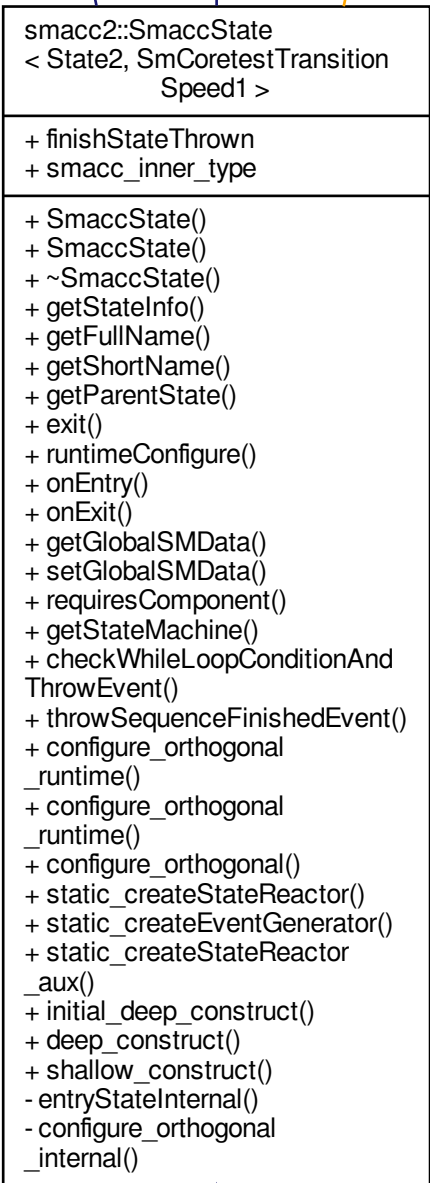 smacc2::SmaccState
< State2, SmCoretestTransition
Speed1 >
+ finishStateThrown
+ smacc_inner_type
+ SmaccState()
+ SmaccState()
+ ~SmaccState()
+ getStateInfo()
+ getFullName()
+ getShortName()
+ getParentState()
+ exit()
+ runtimeConfigure()
+ onEntry()
+ onExit()
+ getGlobalSMData()
+ setGlobalSMData()
+ requiresComponent()
+ getStateMachine()
+ checkWhileLoopConditionAnd
ThrowEvent()
+ throwSequenceFinishedEvent()
+ configure_orthogonal
_runtime()
+ configure_orthogonal
_runtime()
+ configure_orthogonal()
+ static_createStateReactor()
+ static_createEventGenerator()
+ static_createStateReactor
_aux()
+ initial_deep_construct()
+ deep_construct()
+ shallow_construct()
- entryStateInternal()
- configure_orthogonal
_internal()